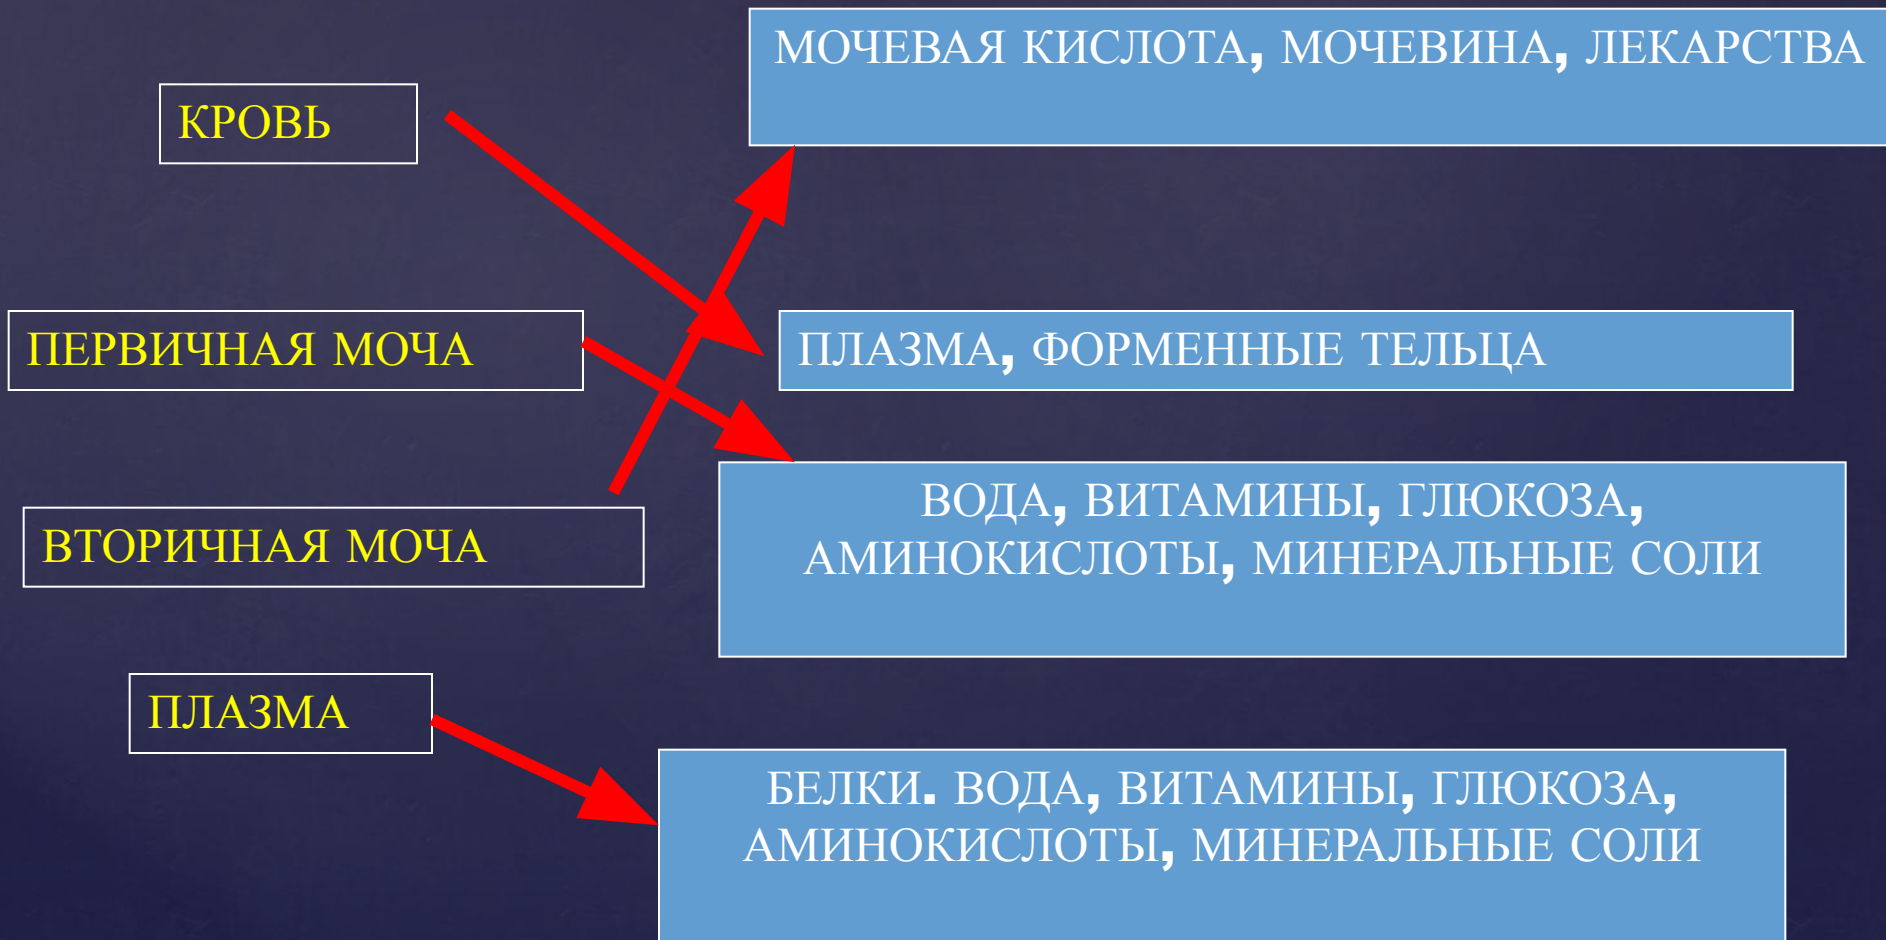 МОЧЕВАЯ КИСЛОТА, МОЧЕВИНА, ЛЕКАРСТВА
КРОВЬ
ПЕРВИЧНАЯ МОЧА
ПЛАЗМА, ФОРМЕННЫЕ ТЕЛЬЦА
ВТОРИЧНАЯ МОЧА
ВОДА, ВИТАМИНЫ, ГЛЮКОЗА,
АМИНОКИСЛОТЫ, МИНЕРАЛЬНЫЕ СОЛИ
ПЛАЗМА
БЕЛКИ. ВОДА, ВИТАМИНЫ, ГЛЮКОЗА,
АМИНОКИСЛОТЫ, МИНЕРАЛЬНЫЕ СОЛИ